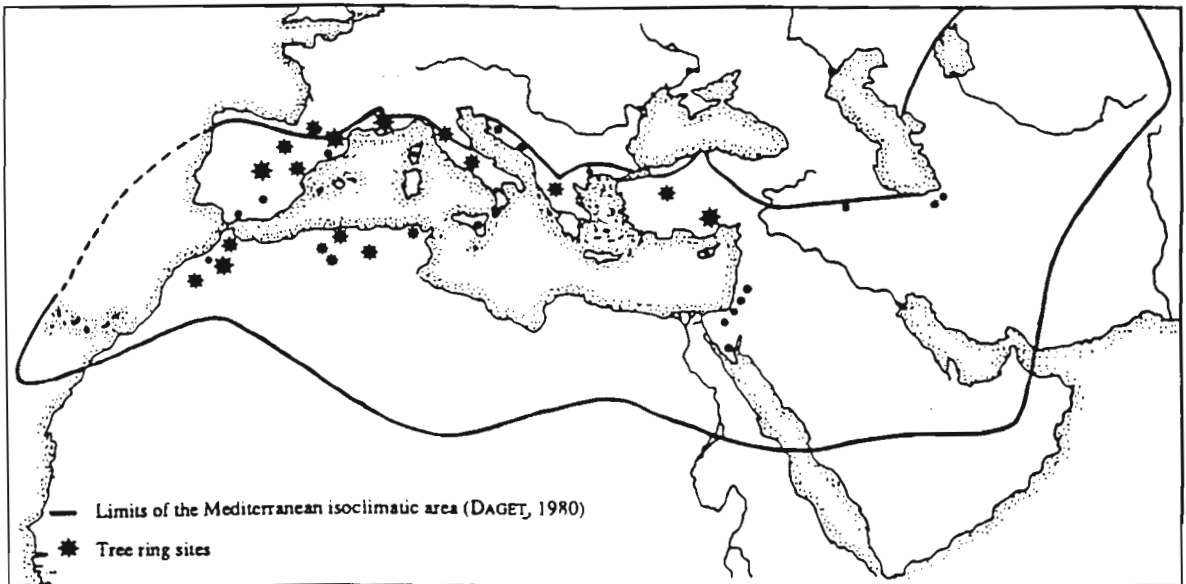 Limits of the Mediterranean isoclimatic area (DAGET, 1980)
Tree ring sites